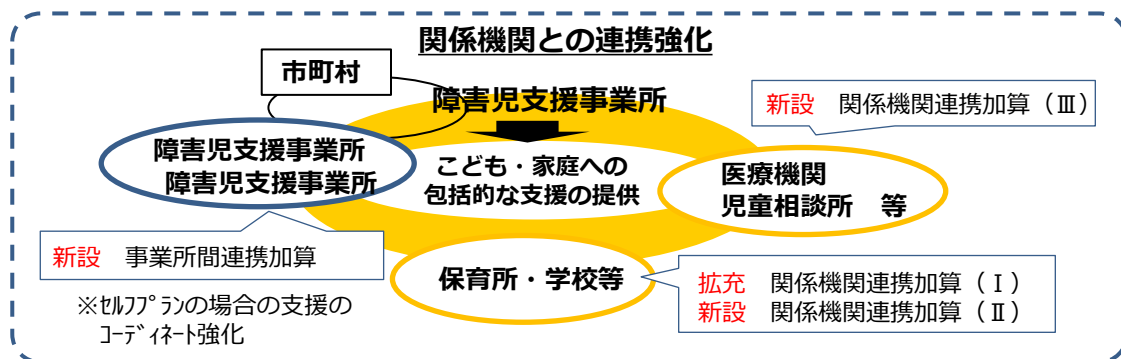 関係機関との連携強化
市町村
障害児支援事業所
新設 関係機関連携加算(Ⅲ)
障害児支援事業所
障害児支援事業所
こども・家庭への
包括的な支援の提供
医療機関
児童相談所 等
新設 事業所間連携加算
保育所・学校等
拡充 関係機関連携加算(Ⅰ)
新設 関係機関連携加算(Ⅱ)
※ｾﾙﾌﾌﾟﾗﾝの場合の支援の
ｺｰﾃﾞｨﾈｰﾄ強化